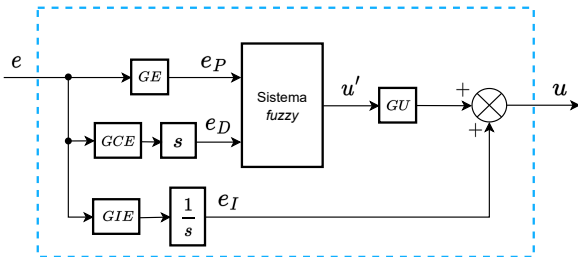 e
GE
e_P
Sistema
fuzzy
u'
GU
+
u
GCE
s
e_D
+
GIE
1
s
e_I